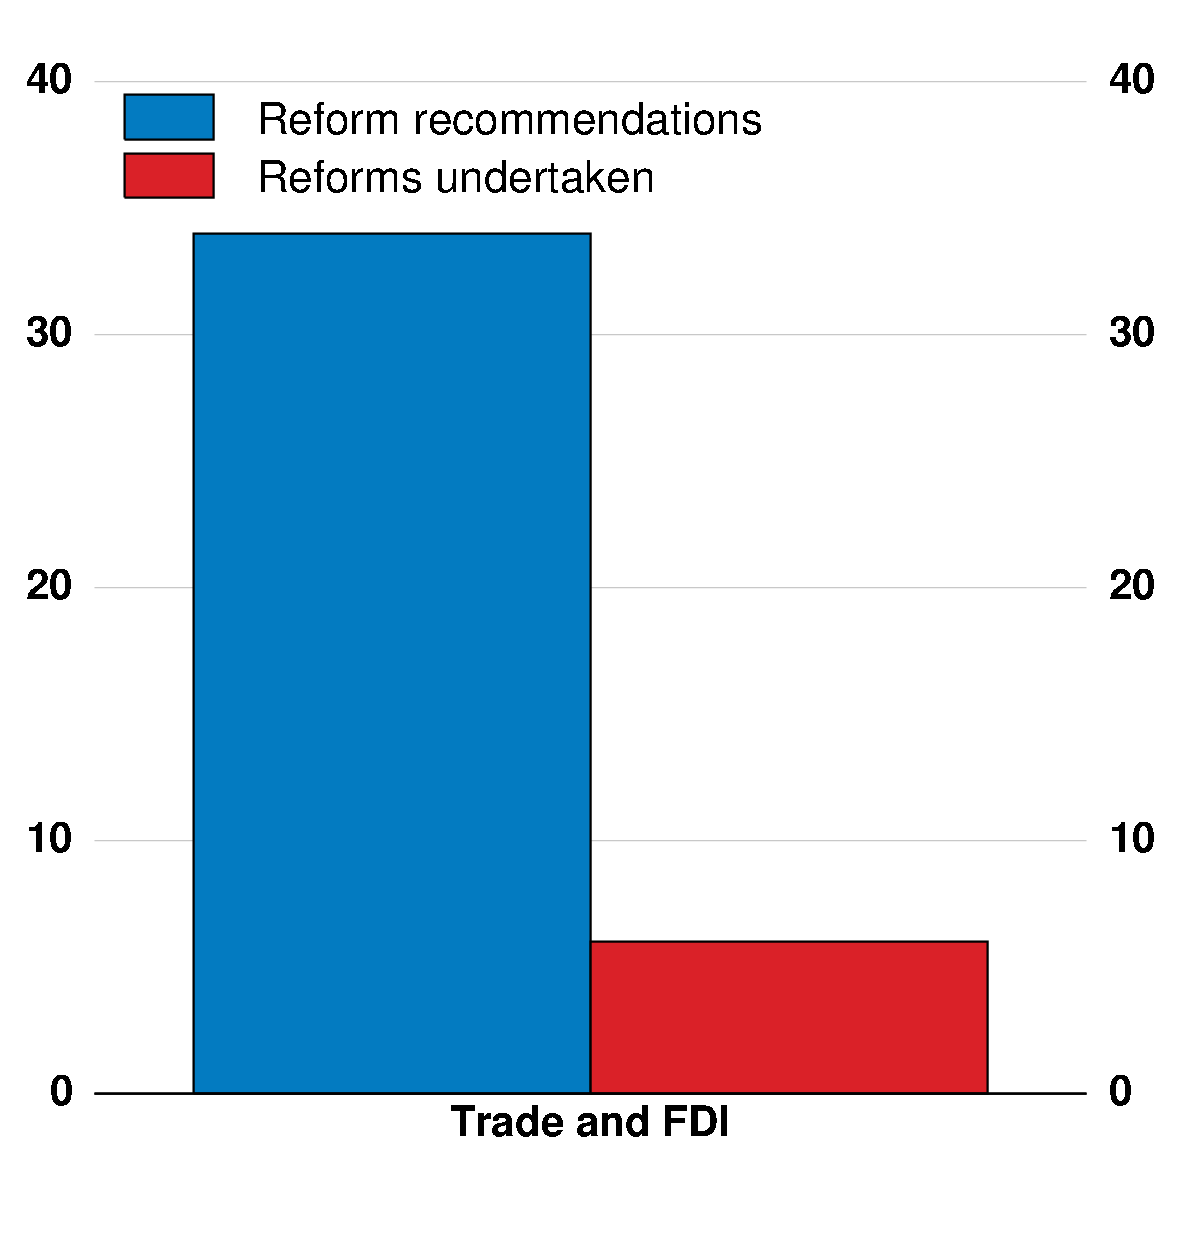 40 40
Reform recommendations
Reforms undertaken
30 30
20 20
10 10
0 0
Trade and FDI